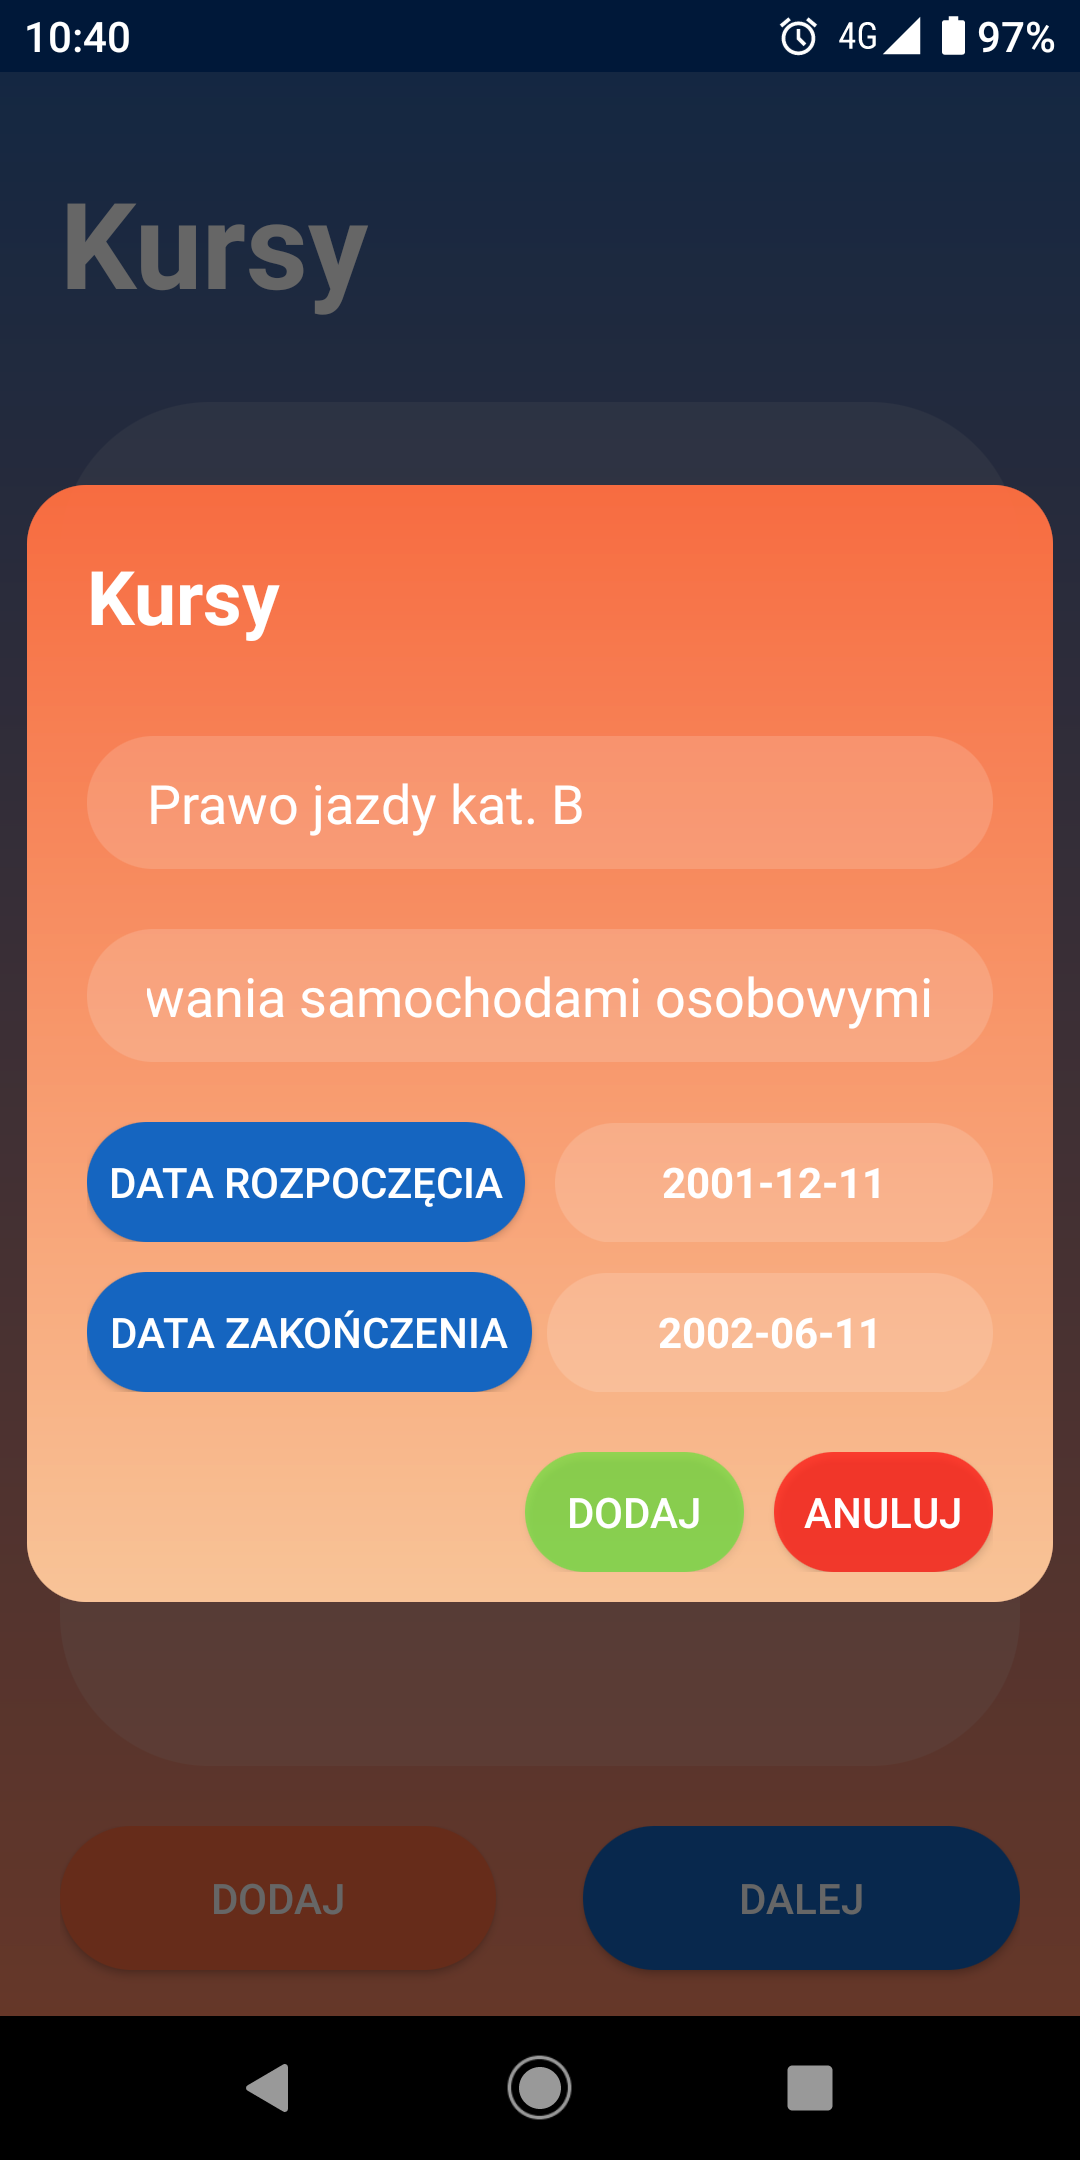 10:40 4G 97%
Kursy
Kursy
Prawo jazdy kat. B
wania samochodami osobowymi
DATA ROZPOCZĘCIA 2001-12-11
DATA ZAKOŃCZENIA 2002-06-11
DODAJ ANULUJ
DODAJ DALEJ